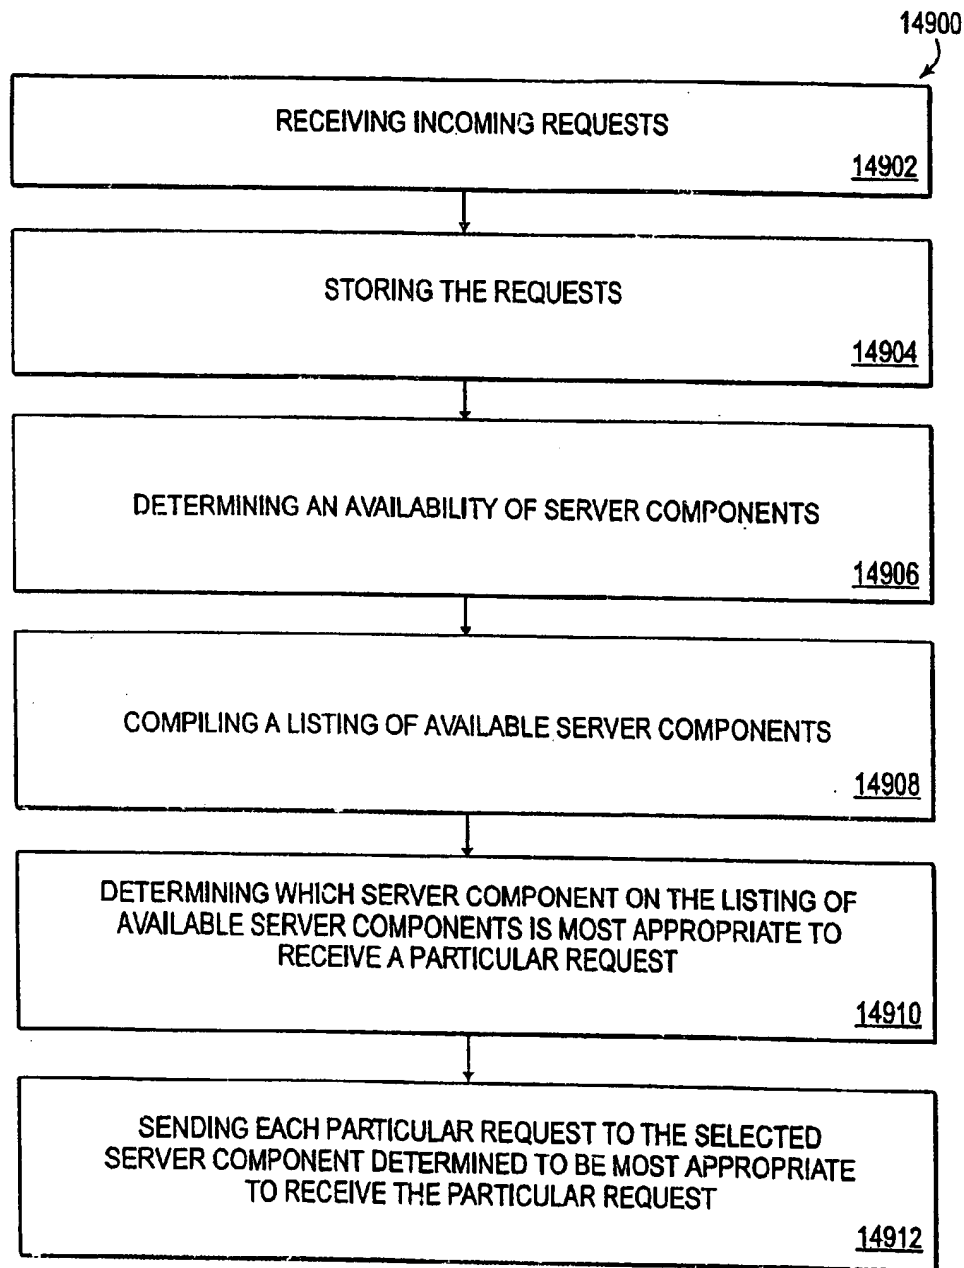 14900
RECEIVING INCOMING REQUESTS
14902
STORING THE REQUESTS
14904
DETERMINING AN AVAILABILITY OF SERVER COMPONENTS
14906
COMPILING A LISTING OF AVAILABLE SERVER COMPONENTS
14908
DETERMINING WHICH SERVER COMPONENT ON THE LISTING OF
AVAILABLE SERVER COMPONENTS IS MOST APPROPRIATE TO
RECEIVE A PARTICULAR REQUEST
14910
SENDING EACH PARTICULAR REQUEST TO THE SELECTED
SERVER COMPONENT DETERMINED TO BE MOST APPROPRIATE
TO RECEIVE THE PARTICULAR REQUEST
14912